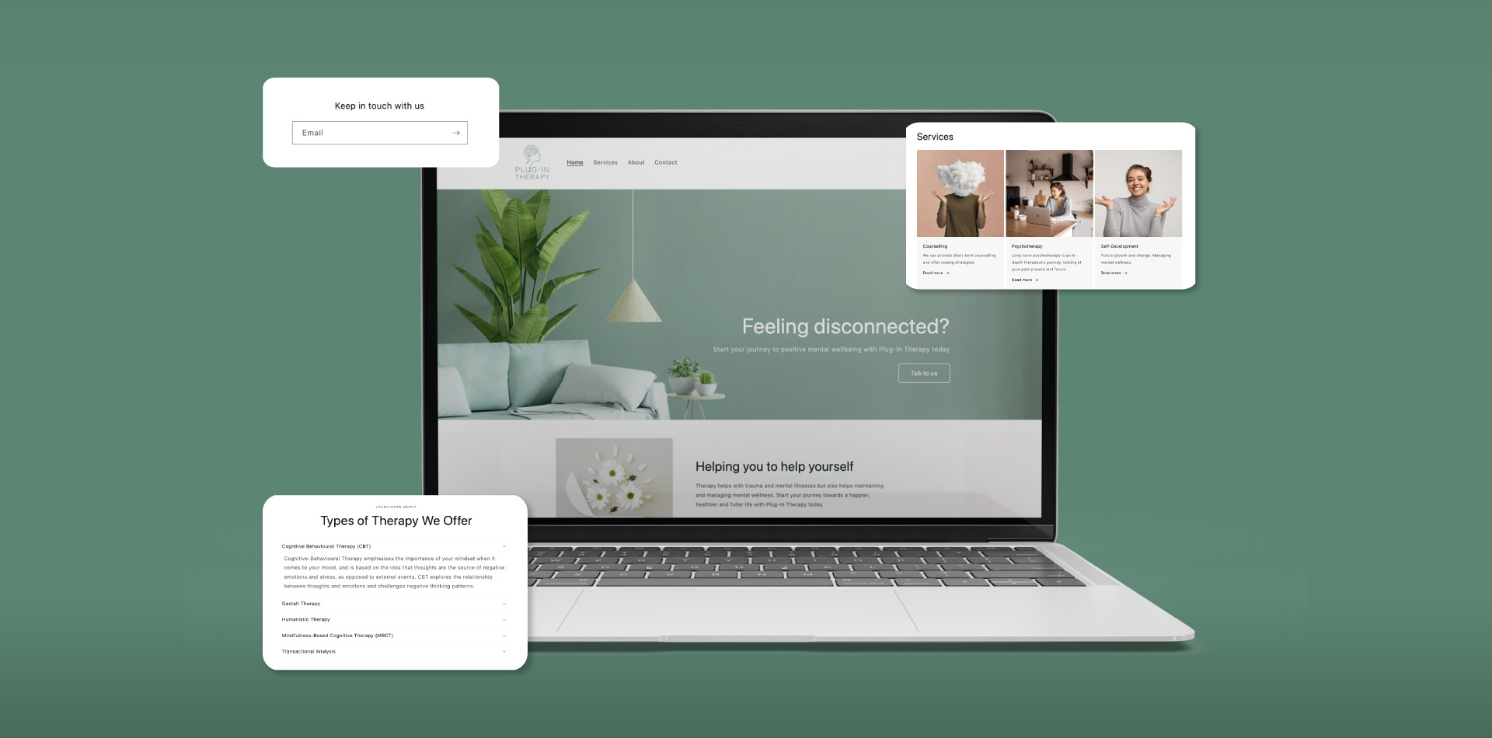 Keep in touch with us
Email →
PLUG-IN
THERAPY
Home Services About Contact
Feeling disconnected?
Start your journey to positive mental wellbeing with Plug-In Therapy today
Talk to us
Helping you to help yourself
Therapy helps with trauma and mental illnesses but also helps maintaining
and managing mental wellness. Start your journey towards a happier,
healthier and fuller life with Plug-in Therapy today.
Services
Counselling
We can provide short term counselling
and offer coping strategies.
Read more →
Psychotherapy
Long term psychotherapy is an in
depth therapeutic journey, looking at
your past present and future.
Read more →
Self-Development
Future growth and change. Managing
mental wellness.
Read more →
LEARN MORE ABOUT
Types of Therapy We Offer
Cognitive Behavioural Therapy (CBT)
Cognitive-Behavioural Therapy emphasises the importance of your mindset when it
comes to your mood, and is based on the idea that thoughts are the source of negative
emotions and stress, as opposed to external events. CBT explores the relationship
between thoughts and emotions and challenges negative thinking patterns.
Gestalt Therapy
Humanistic Therapy
Mindfulness-Based Cognitive Therapy (MBCT)
Transactional Analysis